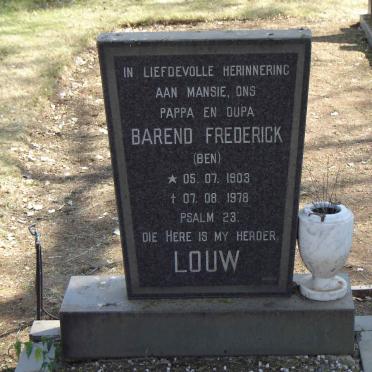 IN LIEFDEVOLLE HERINNERING
AAN MANSIE, ONS
PAPPA EN OUPA
BAREND FREDERICK
(BEN)
★ 05. 07. 1903
† 07. 08. 1978
PSALM 23.
DIE HERE IS MY HERDER.
LOUW